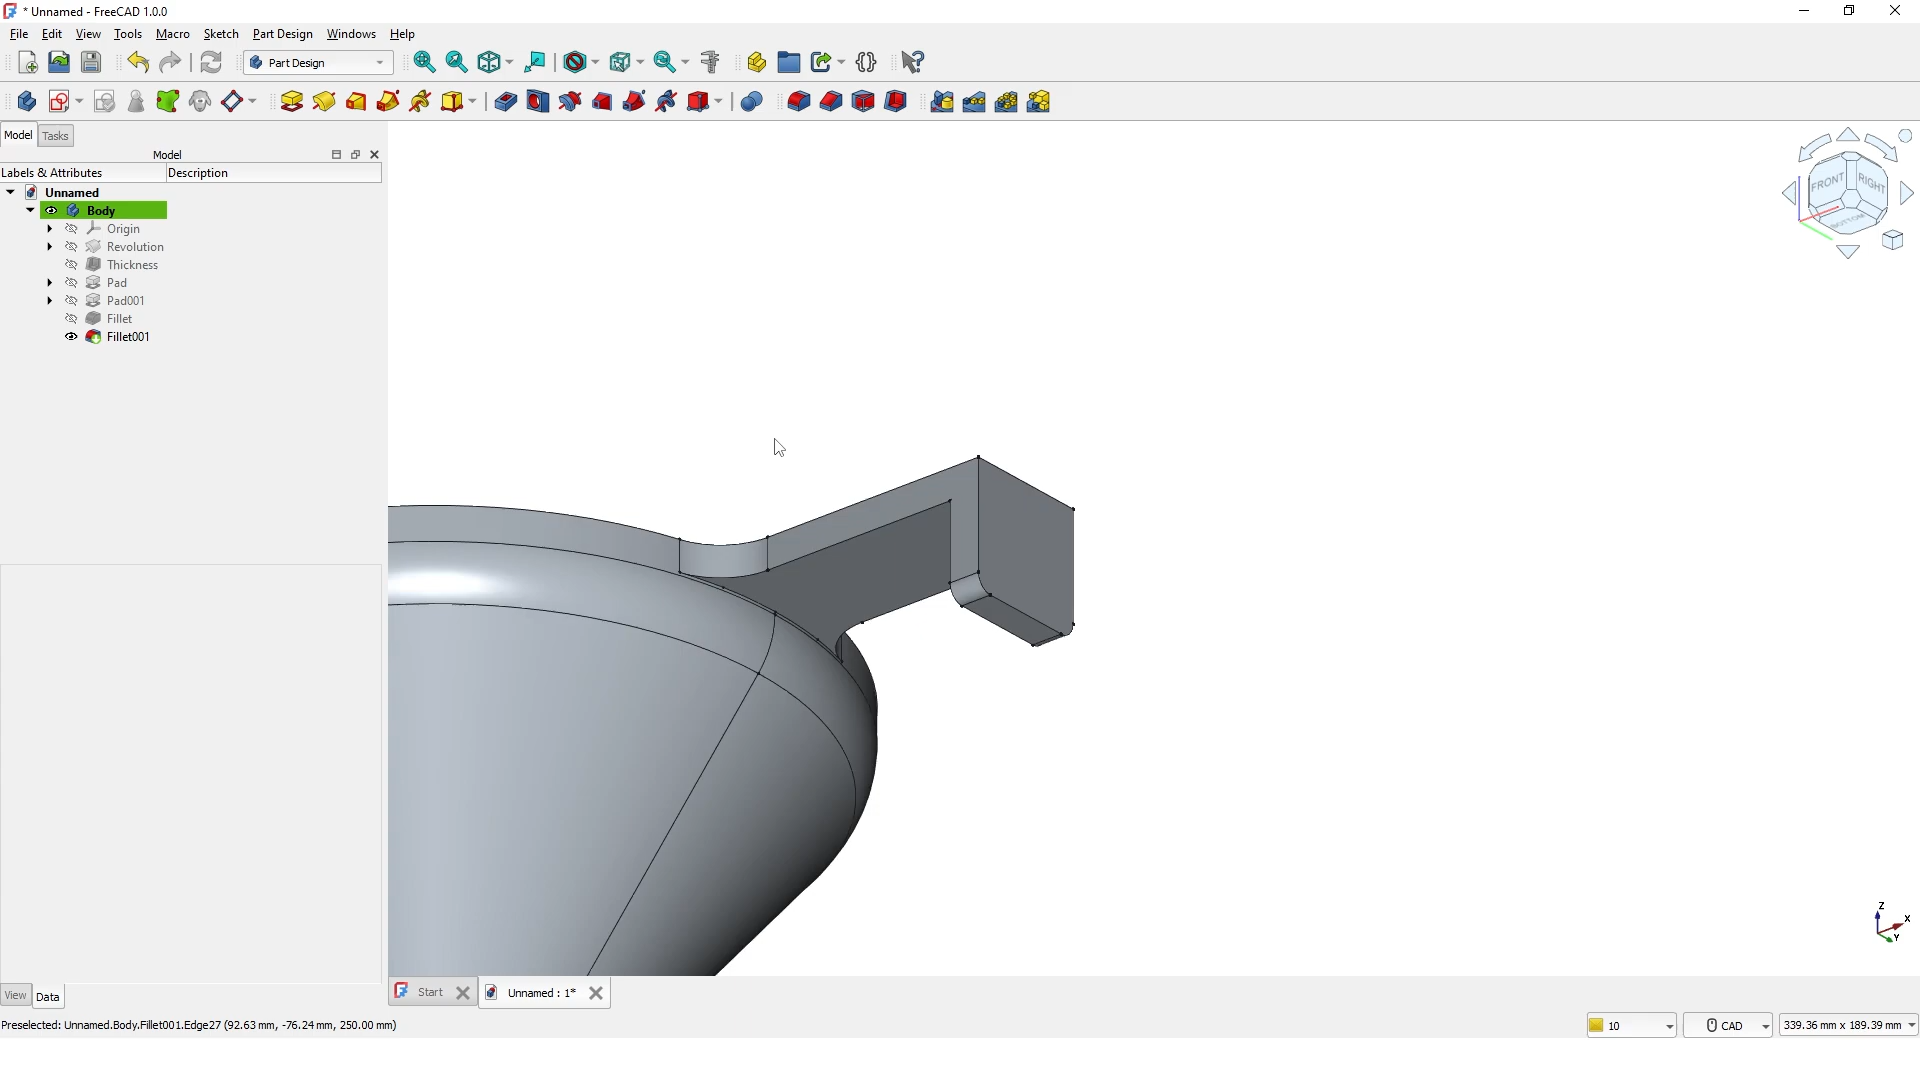 * Unnamed - FreeCAD 1.0.0
File Edit View Tools Macro Sketch Part Design Windows Help
Part Design
Model Tasks
Model
Labels & Attributes Description
Unnamed
Body
Origin
Revolution
Thickness
Pad
Pad001
Fillet
Fillet001
FRONT RIGHT
BOTTOM
Z
X
Y
View Data
Start Unnamed : 1*
Preselected: Unnamed.Body.Fillet001.Edge27 (92.63 mm, -76.24 mm, 250.00 mm)
10 CAD 339.36 mm x 189.39 mm